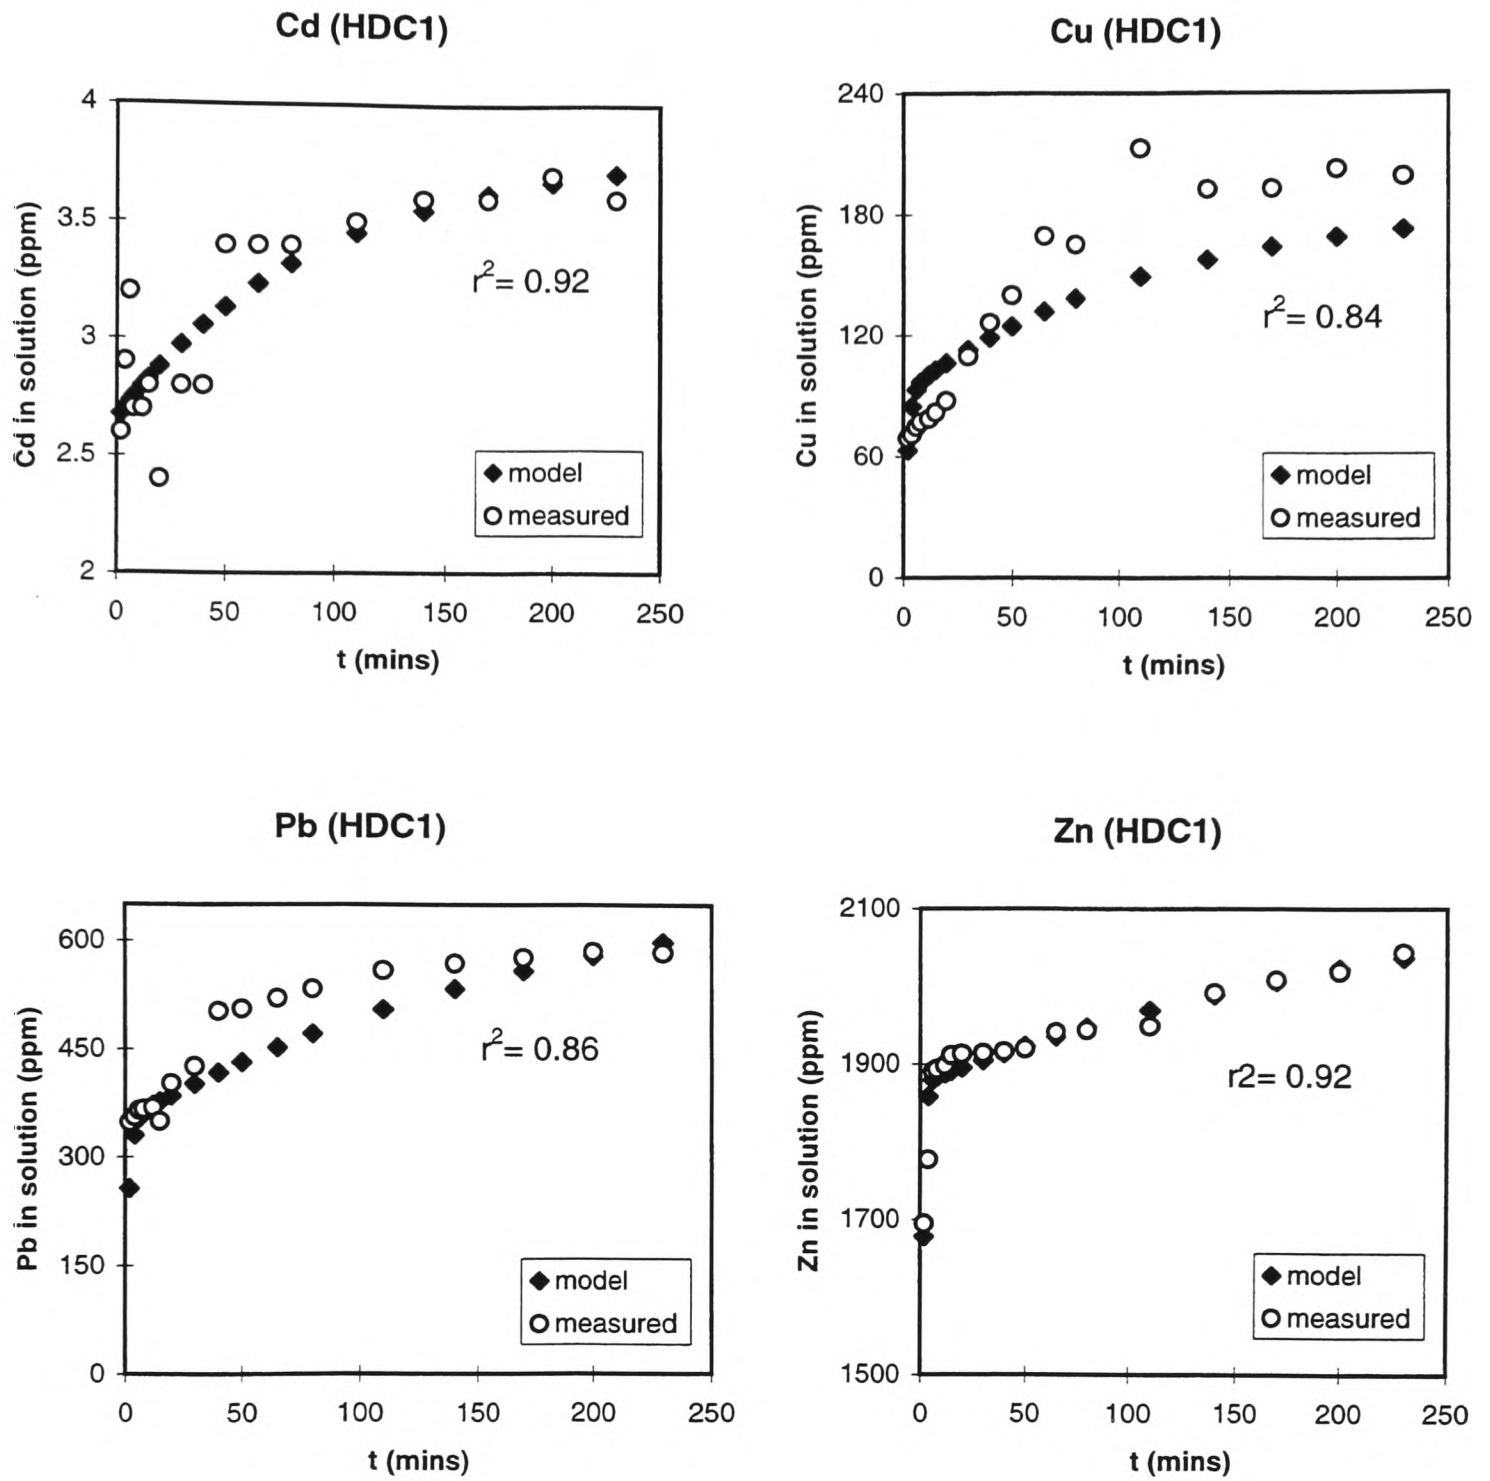 Cd (HDC1)
4
3.5
3
2.5
2
Cd in solution (ppm)
r²= 0.92
model
measured
0 50 100 150 200 250
t (mins)
Cu (HDC1)
240
180
120
60
0
Cu in solution (ppm)
r²= 0.84
model
measured
0 50 100 150 200 250
t (mins)
Pb (HDC1)
600
450
300
150
0
Pb in solution (ppm)
r²= 0.86
model
measured
0 50 100 150 200 250
t (mins)
Zn (HDC1)
2100
1900
1700
1500
Zn in solution (ppm)
r2= 0.92
model
measured
0 50 100 150 200 250
t (mins)